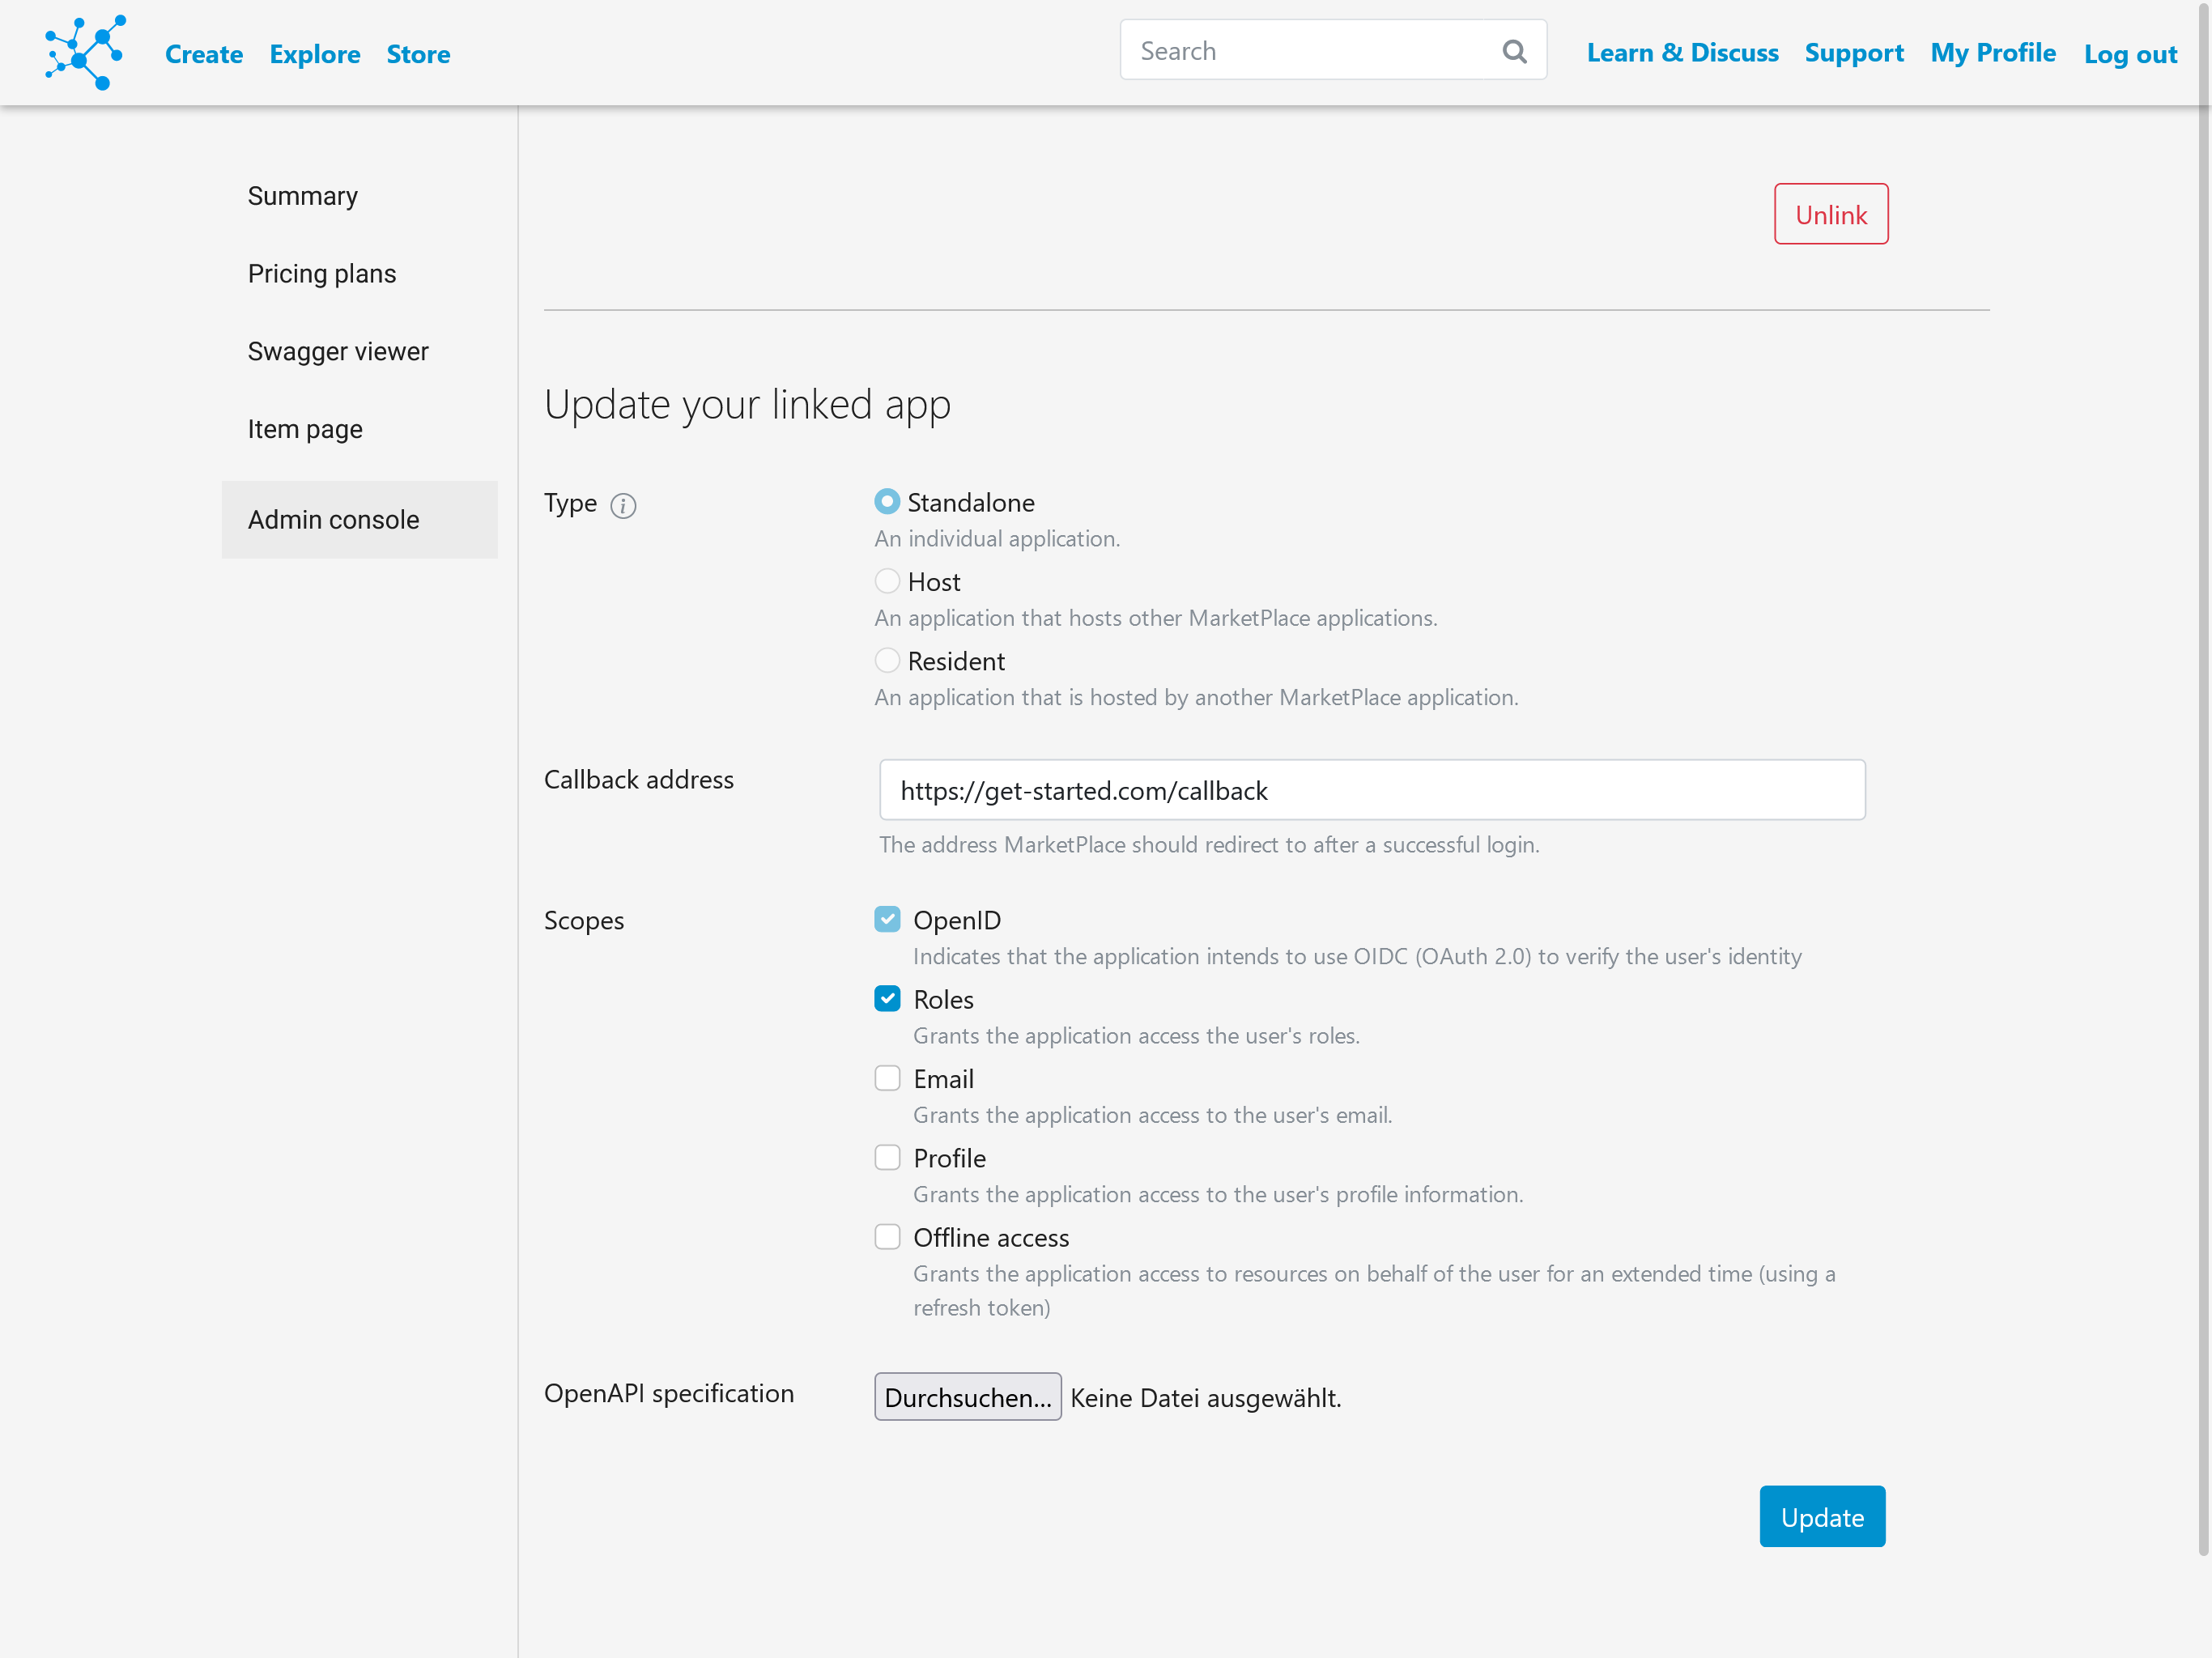 Create Explore Store
Search
Learn & Discuss Support My Profile Log out
Summary
Pricing plans
Swagger viewer
Item page
Admin console
Unlink
Update your linked app
Type i
Standalone
An individual application.
Host
An application that hosts other MarketPlace applications.
Resident
An application that is hosted by another MarketPlace application.
Callback address
https://get-started.com/callback
The address MarketPlace should redirect to after a successful login.
Scopes
OpenID
Indicates that the application intends to use OIDC (OAuth 2.0) to verify the user's identity
Roles
Grants the application access the user's roles.
Email
Grants the application access to the user's email.
Profile
Grants the application access to the user's profile information.
Offline access
Grants the application access to resources on behalf of the user for an extended time (using a
refresh token)
OpenAPI specification
Durchsuchen... Keine Datei ausgewählt.
Update